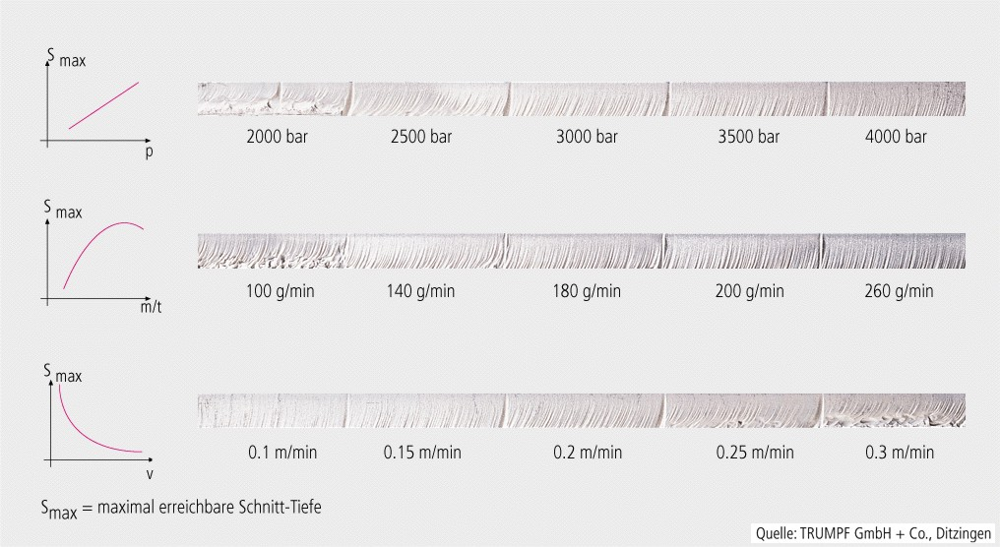 S max
p
2000 bar 2500 bar 3000 bar 3500 bar 4000 bar
S max
m/t
100 g/min 140 g/min 180 g/min 200 g/min 260 g/min
S max
v
0.1 m/min 0.15 m/min 0.2 m/min 0.25 m/min 0.3 m/min
Smax = maximal erreichbare Schnitt-Tiefe
Quelle: TRUMPF GmbH + Co., Ditzingen